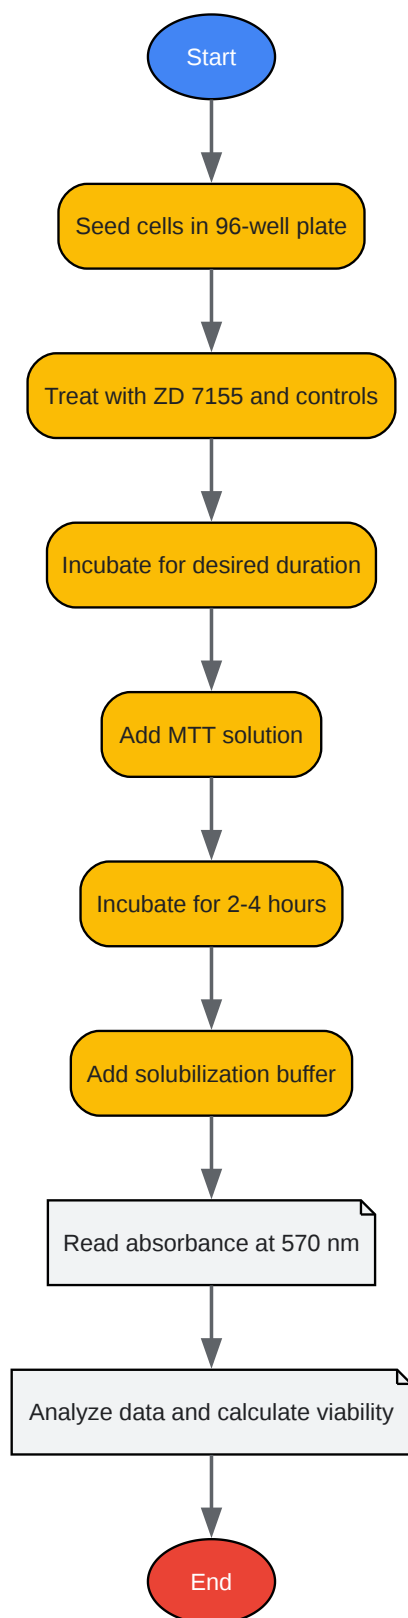 Start
Seed cells in 96-well plate
Treat with ZD 7155 and controls
Incubate for desired duration
Add MTT solution
Incubate for 2-4 hours
Add solubilization buffer
Read absorbance at 570 nm
Analyze data and calculate viability
End